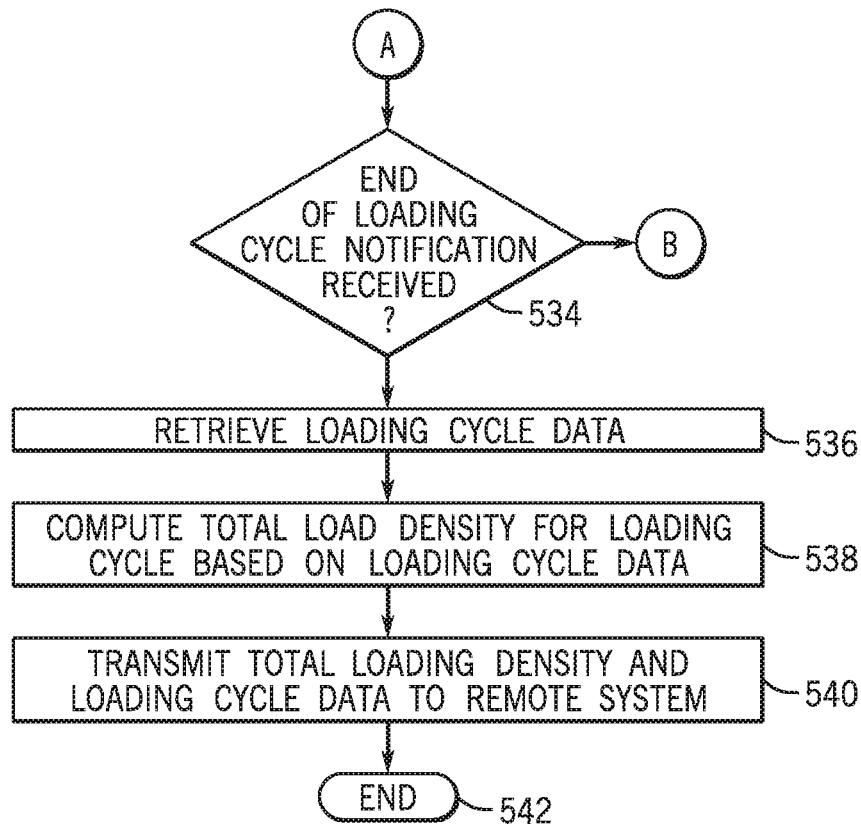 A
END
OF LOADING
CYCLE NOTIFICATION
RECEIVED
?
B
534
RETRIEVE LOADING CYCLE DATA
536
COMPUTE TOTAL LOAD DENSITY FOR LOADING
CYCLE BASED ON LOADING CYCLE DATA
538
TRANSMIT TOTAL LOADING DENSITY AND
LOADING CYCLE DATA TO REMOTE SYSTEM
540
END
542